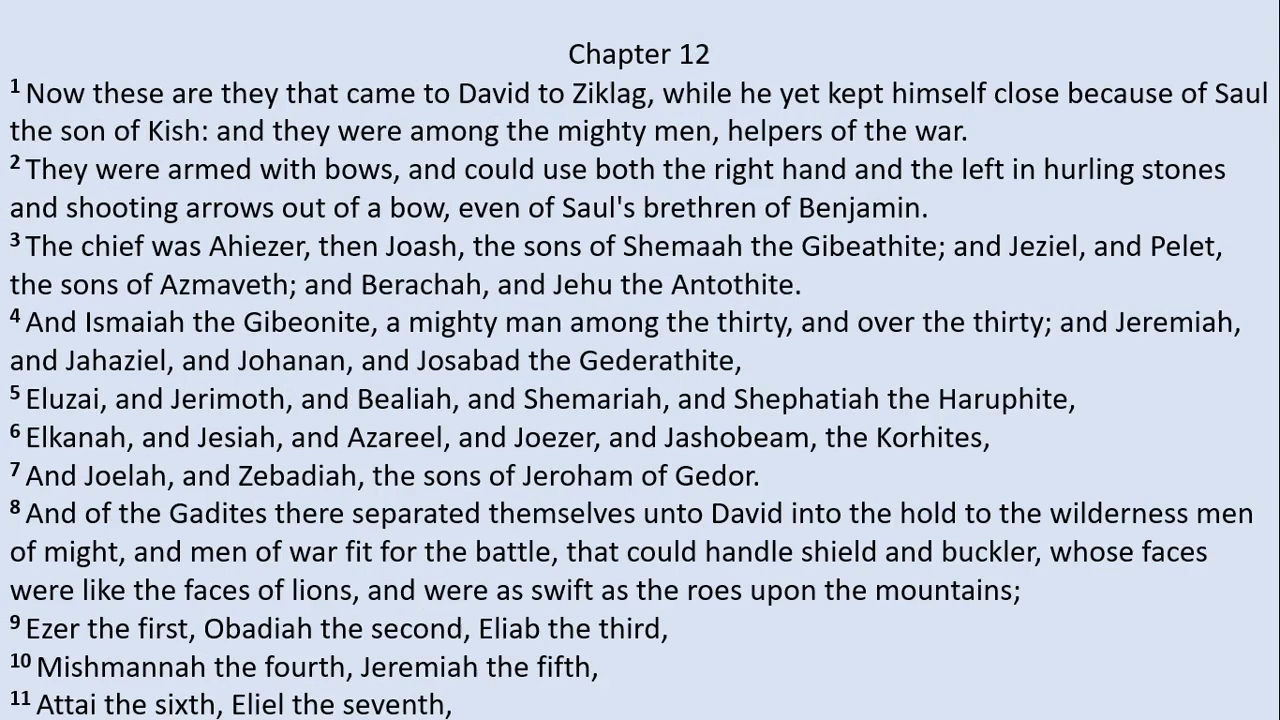 Chapter 12
1 Now these are they that came to David to Ziklag, while he yet kept himself close because of Saul
the son of Kish: and they were among the mighty men, helpers of the war.
2 They were armed with bows, and could use both the right hand and the left in hurling stones
and shooting arrows out of a bow, even of Saul's brethren of Benjamin.
3 The chief was Ahiezer, then Joash, the sons of Shemaah the Gibeathite; and Jeziel, and Pelet,
the sons of Azmaveth; and Berachah, and Jehu the Antothite.
4 And Ismaiah the Gibeonite, a mighty man among the thirty, and over the thirty; and Jeremiah,
and Jahaziel, and Johanan, and Josabad the Gederathite,
5 Eluzai, and Jerimoth, and Bealiah, and Shemariah, and Shephatiah the Haruphite,
6 Elkanah, and Jesiah, and Azareel, and Joezer, and Jashobeam, the Korhites,
7 And Joelah, and Zebadiah, the sons of Jeroham of Gedor.
8 And of the Gadites there separated themselves unto David into the hold to the wilderness men
of might, and men of war fit for the battle, that could handle shield and buckler, whose faces
were like the faces of lions, and were as swift as the roes upon the mountains;
9 Ezer the first, Obadiah the second, Eliab the third,
10 Mishmannah the fourth, Jeremiah the fifth,
11 Attai the sixth, Eliel the seventh,